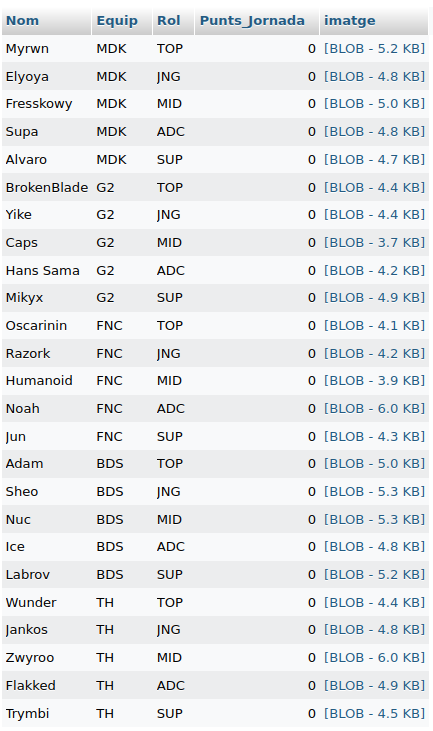 Nom Equip Rol Punts_Jornada imatge
Myrwn MDK TOP 0 [BLOB - 5.2 KB]
Elyoya MDK JNG 0 [BLOB - 4.8 KB]
Fresskowy MDK MID 0 [BLOB - 5.0 KB]
Supa MDK ADC 0 [BLOB - 4.8 KB]
Alvaro MDK SUP 0 [BLOB - 4.7 KB]
BrokenBlade G2 TOP 0 [BLOB - 4.4 KB]
Yike G2 JNG 0 [BLOB - 4.4 KB]
Caps G2 MID 0 [BLOB - 3.7 KB]
Hans Sama G2 ADC 0 [BLOB - 4.2 KB]
Mikyx G2 SUP 0 [BLOB - 4.9 KB]
Oscarinin FNC TOP 0 [BLOB - 4.1 KB]
Razork FNC JNG 0 [BLOB - 4.2 KB]
Humanoid FNC MID 0 [BLOB - 3.9 KB]
Noah FNC ADC 0 [BLOB - 6.0 KB]
Jun FNC SUP 0 [BLOB - 4.3 KB]
Adam BDS TOP 0 [BLOB - 5.0 KB]
Sheo BDS JNG 0 [BLOB - 5.3 KB]
Nuc BDS MID 0 [BLOB - 5.3 KB]
Ice BDS ADC 0 [BLOB - 4.8 KB]
Labrov BDS SUP 0 [BLOB - 5.2 KB]
Wunder TH TOP 0 [BLOB - 4.4 KB]
Jankos TH JNG 0 [BLOB - 4.8 KB]
Zwyroo TH MID 0 [BLOB - 6.0 KB]
Flakked TH ADC 0 [BLOB - 4.9 KB]
Trymbi TH SUP 0 [BLOB - 4.5 KB]